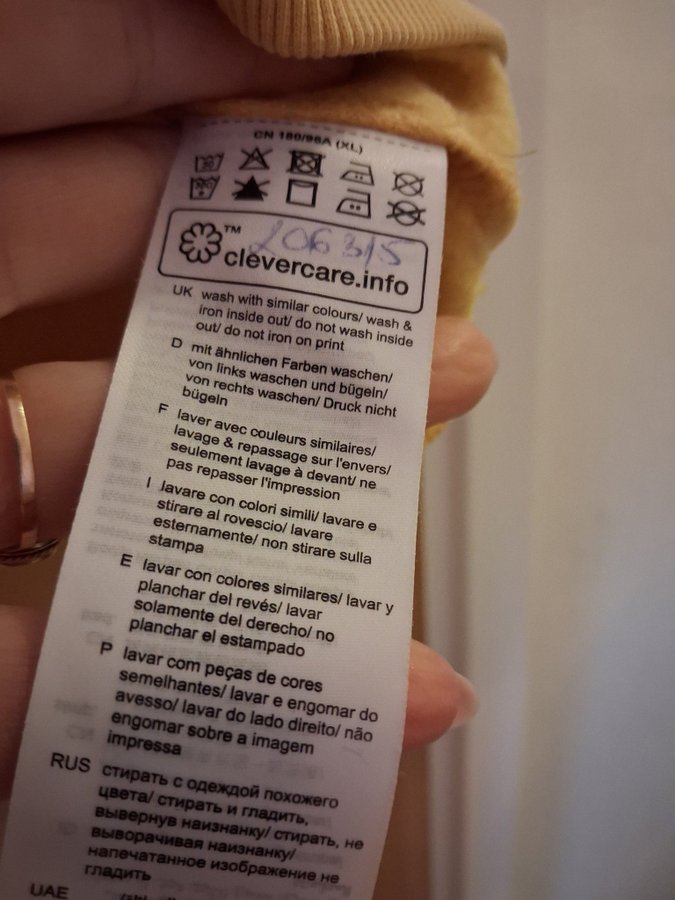 CN 180/96A (XL)
™
206 315
clevercare.info
UK wash with similar colours/ wash &
iron inside out/ do not wash inside
out/ do not iron on print
D mit ähnlichen Farben waschen/
von links waschen und bügeln/
von rechts waschen/ Druck nicht
bügeln
F laver avec couleurs similaires/
lavage & repassage sur l'envers/
seulement lavage à devant/ ne
pas repasser l'impression
I lavare con colori simili/ lavare e
stirare al rovescio/ lavare
esternamente/ non stirare sulla
stampa
E lavar con colores similares/ lavar y
planchar del revés/ lavar
solamente del derecho/ no
planchar el estampado
P lavar com peças de cores
semelhantes/ lavar e engomar do
avesso/ lavar do lado direito/ não
engomar sobre a imagem
impressa
RUS стирать с одеждой похожего
цвета/ стирать и гладить,
вывернув наизнанку/ стирать, не
выворачивая наизнанку/
напечатанное изображение не
гладить
UAE